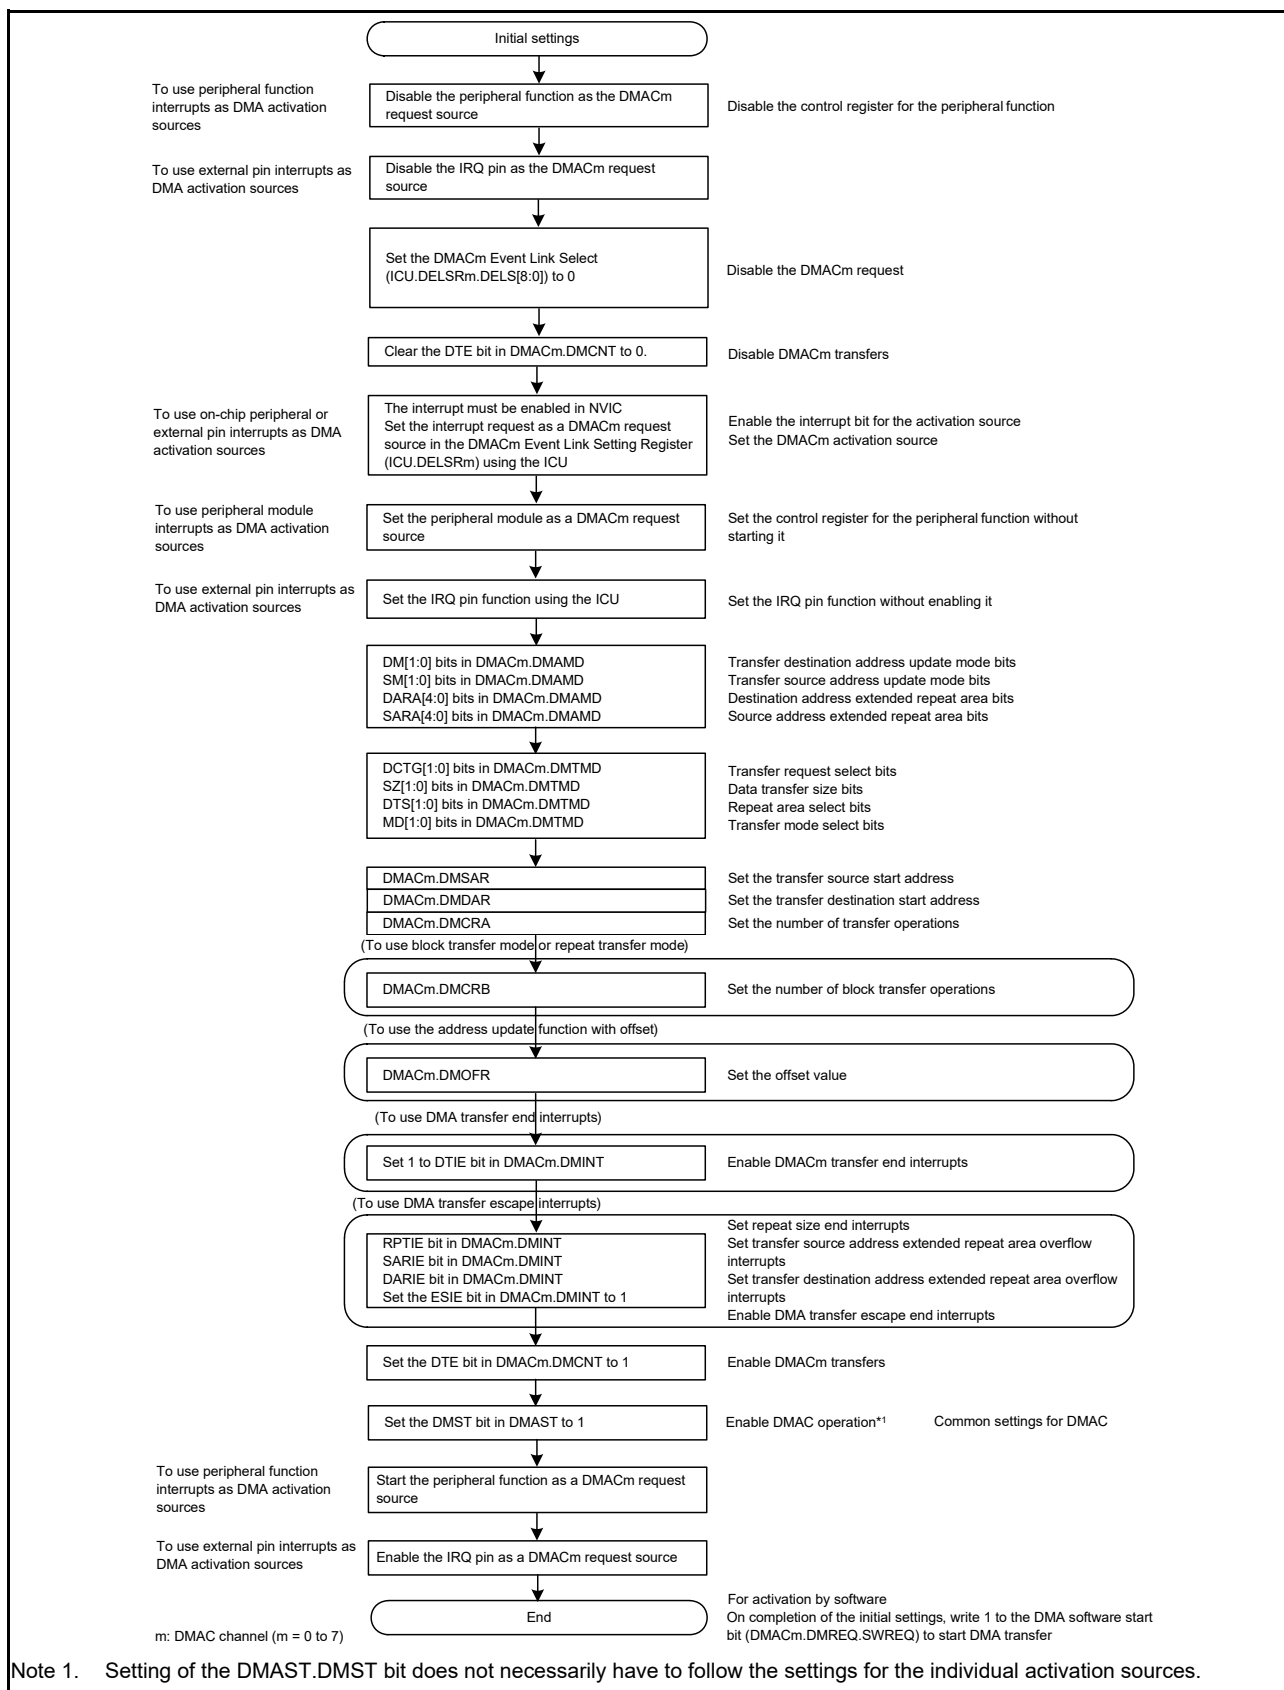 Initial settings
To use peripheral function
interrupts as DMA activation
sources
Disable the peripheral function as the DMACm
request source
Disable the control register for the peripheral function
To use external pin interrupts as
DMA activation sources
Disable the IRQ pin as the DMACm request
source
Set the DMACm Event Link Select
(ICU.DELSRm.DELS[8:0]) to 0
Disable the DMACm request
Clear the DTE bit in DMACm.DMCNT to 0.
Disable DMACm transfers
To use on-chip peripheral or
external pin interrupts as DMA
activation sources
The interrupt must be enabled in NVIC
Set the interrupt request as a DMACm request
source in the DMACm Event Link Setting Register
(ICU.DELSRm) using the ICU
Enable the interrupt bit for the activation source
Set the DMACm activation source
To use peripheral module
interrupts as DMA activation
sources
Set the peripheral module as a DMACm request
source
Set the control register for the peripheral function without
starting it
To use external pin interrupts as
DMA activation sources
Set the IRQ pin function using the ICU
Set the IRQ pin function without enabling it
DM[1:0] bits in DMACm.DMAMD
SM[1:0] bits in DMACm.DMAMD
DARA[4:0] bits in DMACm.DMAMD
SARA[4:0] bits in DMACm.DMAMD
Transfer destination address update mode bits
Transfer source address update mode bits
Destination address extended repeat area bits
Source address extended repeat area bits
DCTG[1:0] bits in DMACm.DMTMD
SZ[1:0] bits in DMACm.DMTMD
DTS[1:0] bits in DMACm.DMTMD
MD[1:0] bits in DMACm.DMTMD
Transfer request select bits
Data transfer size bits
Repeat area select bits
Transfer mode select bits
DMACm.DMSAR
Set the transfer source start address
DMACm.DMDAR
Set the transfer destination start address
DMACm.DMCRA
Set the number of transfer operations
(To use block transfer mode or repeat transfer mode)
DMACm.DMCRB
Set the number of block transfer operations
(To use the address update function with offset)
DMACm.DMOFR
Set the offset value
(To use DMA transfer end interrupts)
Set 1 to DTIE bit in DMACm.DMINT
Enable DMACm transfer end interrupts
(To use DMA transfer escape interrupts)
RPTIE bit in DMACm.DMINT
SARIE bit in DMACm.DMINT
DARIE bit in DMACm.DMINT
Set the ESIE bit in DMACm.DMINT to 1
Set repeat size end interrupts
Set transfer source address extended repeat area overflow
interrupts
Set transfer destination address extended repeat area overflow
interrupts
Enable DMA transfer escape end interrupts
Set the DTE bit in DMACm.DMCNT to 1
Enable DMACm transfers
Set the DMST bit in DMAST to 1
Enable DMAC operation*1
Common settings for DMAC
To use peripheral function
interrupts as DMA activation
sources
Start the peripheral function as a DMACm request
source
To use external pin interrupts as
DMA activation sources
Enable the IRQ pin as a DMACm request source
End
For activation by software
On completion of the initial settings, write 1 to the DMA software start
bit (DMACm.DMREQ.SWREQ) to start DMA transfer
m: DMAC channel (m = 0 to 7)
Note 1. Setting of the DMAST.DMST bit does not necessarily have to follow the settings for the individual activation sources.